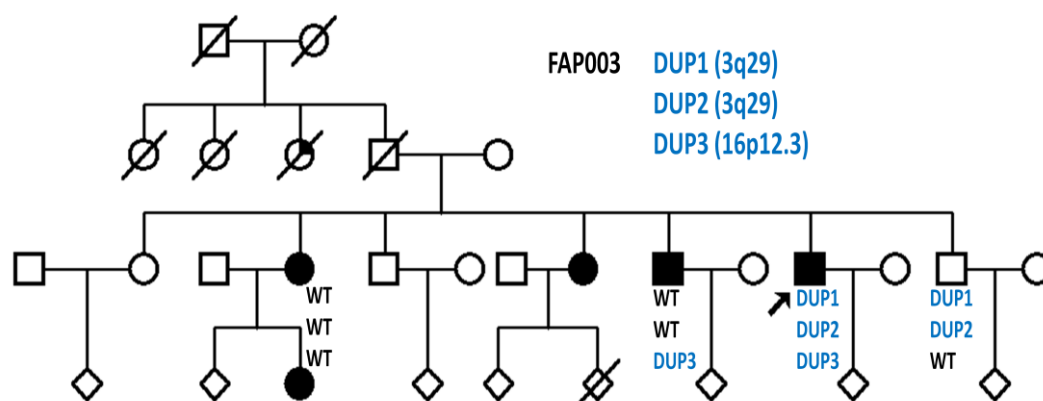 FAP003 DUP1 (3q29)
DUP2 (3q29)
DUP3 (16p12.3)
WT
WT
WT
WT
WT
DUP3
DUP1
DUP2
DUP3
DUP1
DUP2
WT